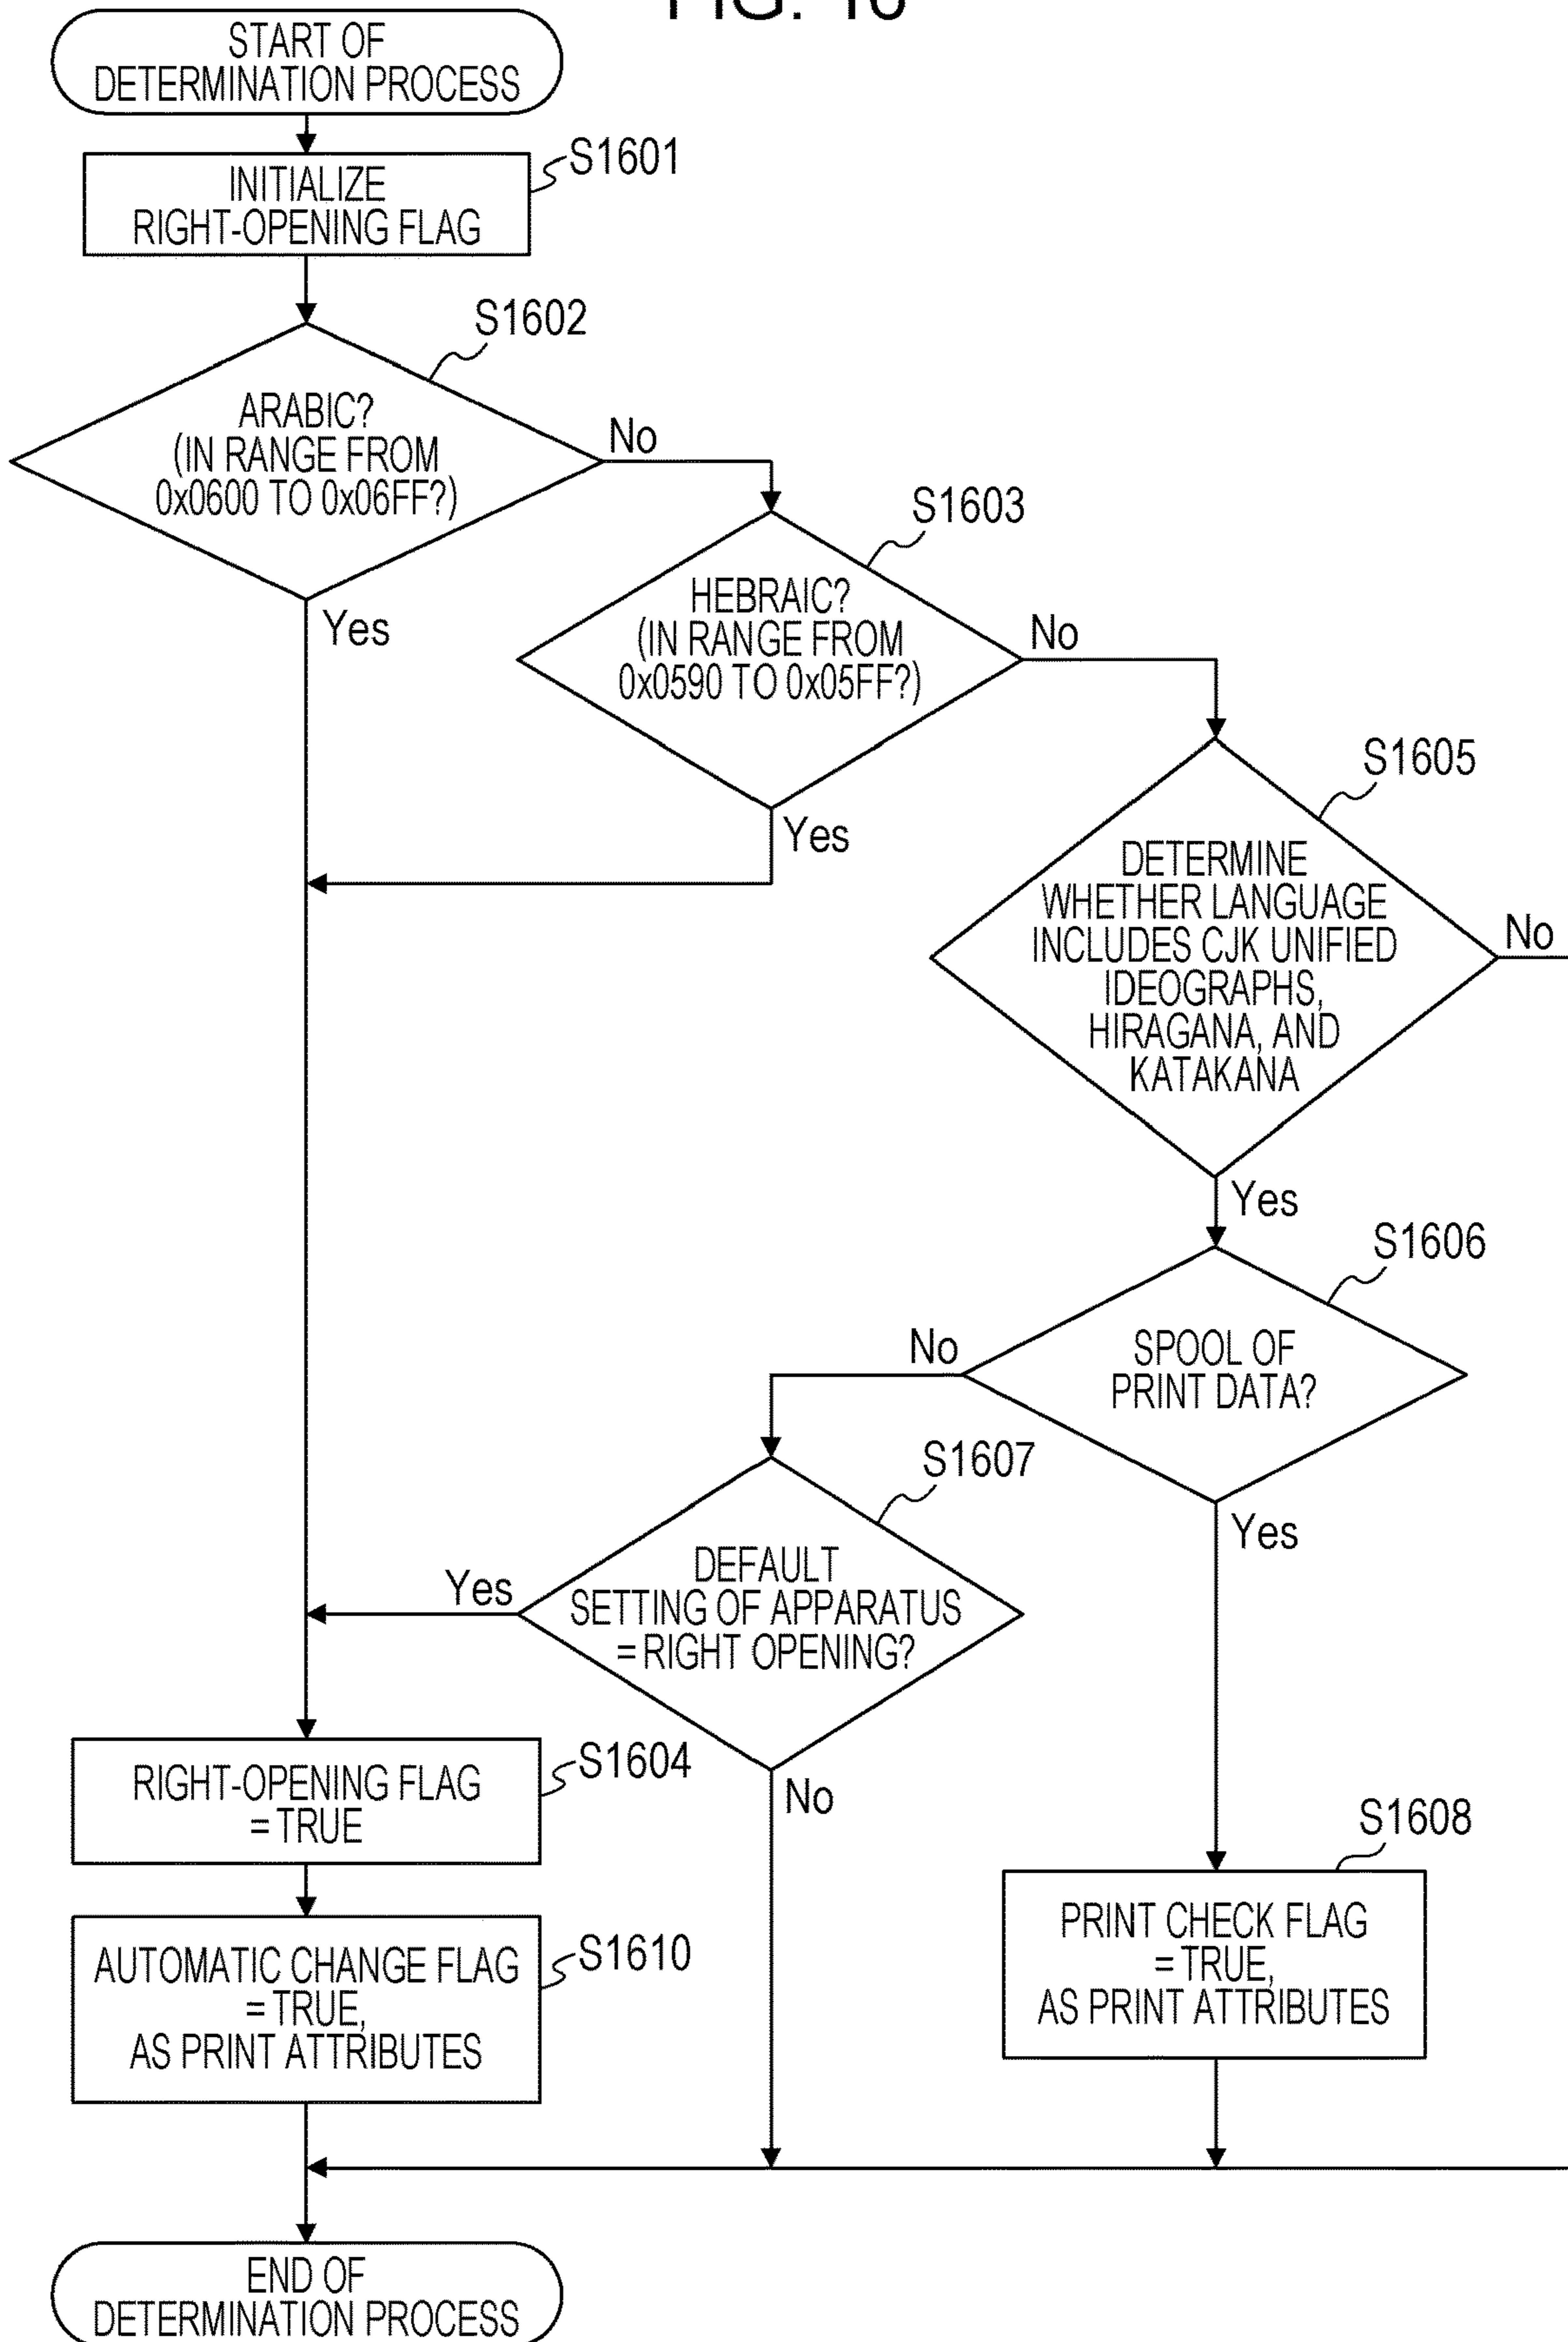 START OF
DETERMINATION PROCESS
S1601
INITIALIZE
RIGHT-OPENING FLAG
S1602
ARABIC?
(IN RANGE FROM
0x0600 TO 0x06FF?)
No
Yes
S1603
HEBRAIC?
(IN RANGE FROM
0x0590 TO 0x05FF?)
No
Yes
S1605
DETERMINE
WHETHER LANGUAGE
INCLUDES CJK UNIFIED
IDEOGRAPHS,
HIRAGANA, AND
KATAKANA
No
Yes
S1606
SPOOL OF
PRINT DATA?
No
Yes
S1607
DEFAULT
SETTING OF APPARATUS
= RIGHT OPENING?
Yes
No
S1604
RIGHT-OPENING FLAG
= TRUE
S1608
PRINT CHECK FLAG
= TRUE,
AS PRINT ATTRIBUTES
S1610
AUTOMATIC CHANGE FLAG
= TRUE,
AS PRINT ATTRIBUTES
END OF
DETERMINATION PROCESS